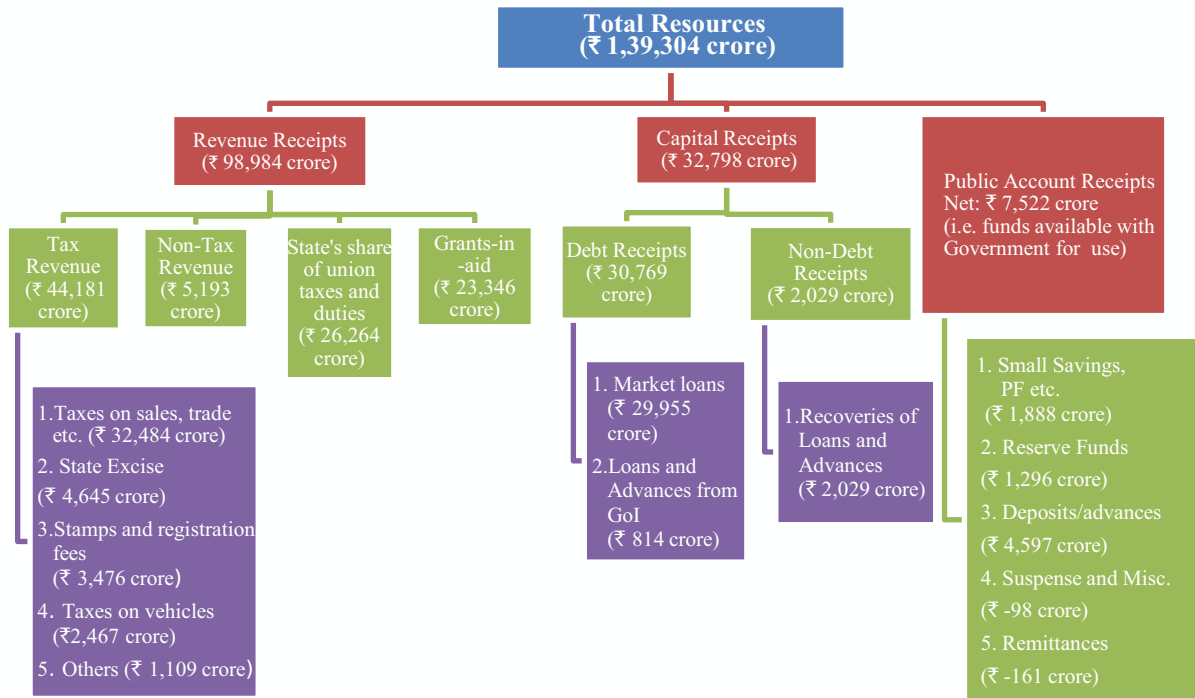 Total Resources
(₹ 1,39,304 crore)
Revenue Receipts
(₹ 98,984 crore)
Capital Receipts
(₹ 32,798 crore)
Public Account Receipts
Net: ₹ 7,522 crore
(i.e. funds available with
Government for use)
Tax
Revenue
(₹ 44,181
crore)
Non-Tax
Revenue
(₹ 5,193
crore)
State's share
of union
taxes and
duties
(₹ 26,264
crore)
Grants-in
-aid
(₹ 23,346
crore)
Debt Receipts
(₹ 30,769
crore)
Non-Debt
Receipts
(₹ 2,029 crore)
1.Taxes on sales, trade
etc. (₹ 32,484 crore)
2. State Excise
(₹ 4,645 crore)
3.Stamps and registration
fees
(₹ 3,476 crore)
4. Taxes on vehicles
(₹2,467 crore)
5. Others (₹ 1,109 crore)
1. Market loans
(₹ 29,955
crore)
2.Loans and
Advances from
GoI
(₹ 814 crore)
1.Recoveries of
Loans and
Advances
(₹ 2,029 crore)
1. Small Savings,
PF etc.
(₹ 1,888 crore)
2. Reserve Funds
(₹ 1,296 crore)
3. Deposits/advances
(₹ 4,597 crore)
4. Suspense and Misc.
(₹ -98 crore)
5. Remittances
(₹ -161 crore)